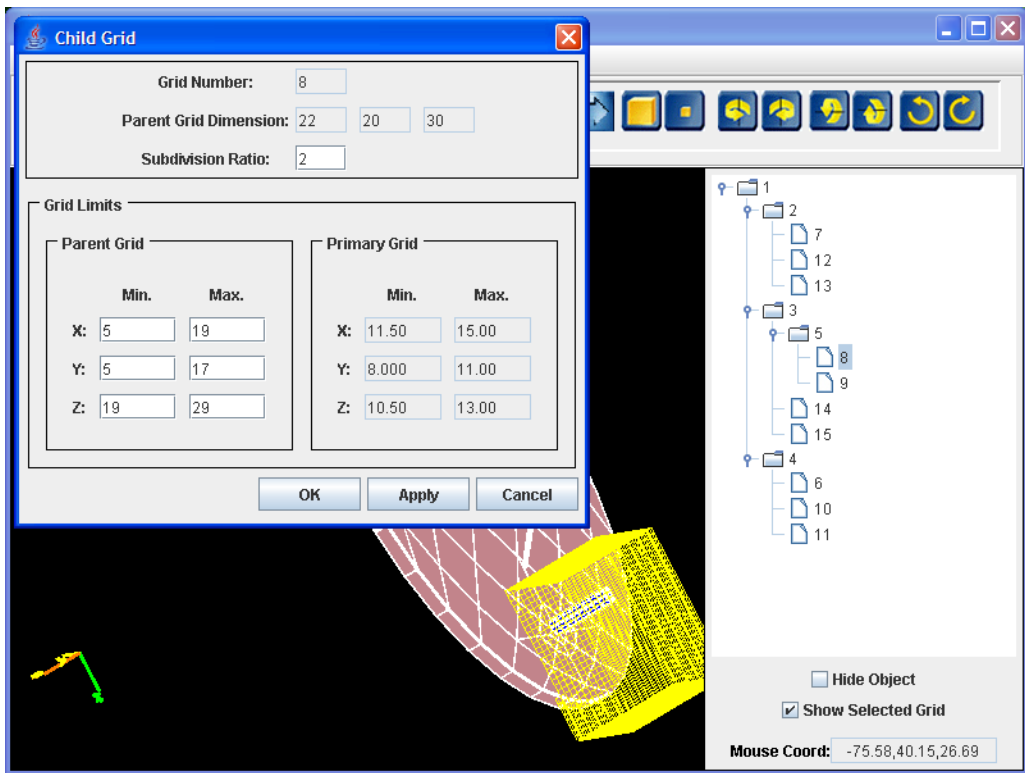 Child Grid
Grid Number: 8
Parent Grid Dimension: 22 20 30
Subdivision Ratio: 2
Grid Limits
Parent Grid
Min. Max.
X: 5 19
Y: 5 17
Z: 19 29
Primary Grid
Min. Max.
X: 11.50 15.00
Y: 8.000 11.00
Z: 10.50 13.00
OK Apply Cancel
1
2
7
12
13
3
5
8
9
14
15
4
6
10
11
Hide Object
Show Selected Grid
Mouse Coord: -75.58,40.15,26.69